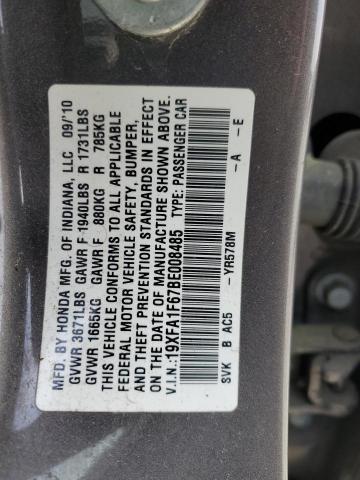 MFD. BY HONDA MFG. OF INDIANA, LLC 09/'10
GVWR 3671LBS GAWR F 1940LBS R 1731LBS
GVWR 1665KG GAWR F 880KG R 785KG
THIS VEHICLE CONFORMS TO ALL APPLICABLE
FEDERAL MOTOR VEHICLE SAFETY, BUMPER,
AND THEFT PREVENTION STANDARDS IN EFFECT
ON THE DATE OF MANUFACTURE SHOWN ABOVE.
V.I.N.:19XFA1F67BE008485 TYPE: PASSENGER CAR
-YR578M -A -E
SVK B AC5